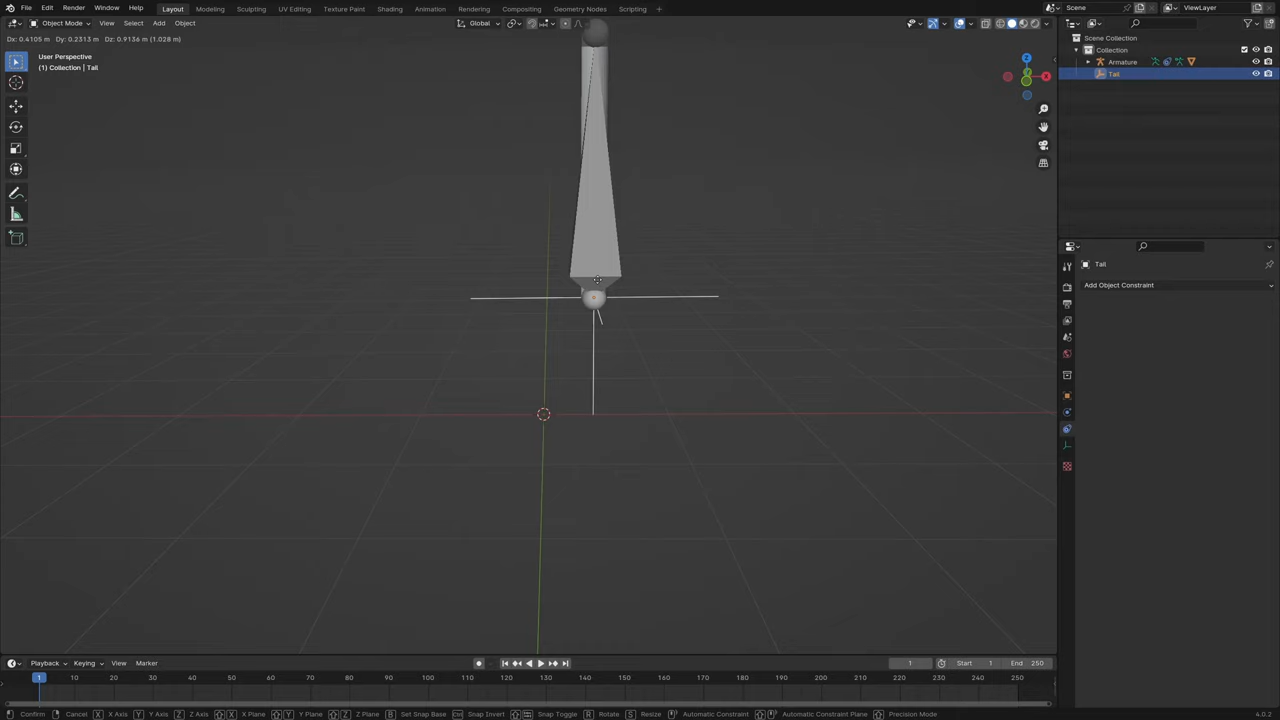 File Edit Render Window Help Layout Modeling Sculpting UV Editing Texture Paint Shading Animation Rendering Compositing Geometry Nodes Scripting Scene ViewLayer
Object Mode View Select Add Object Global
Dx: 0.4105 m Dy: 0.2313 m Dz: 0.9136 m (1.028 m)
Scene Collection
Collection
Armature
Tail
User Perspective
(1) Collection | Tail
Z
X
Tail
Add Object Constraint
Playback Keying View Marker 1 Start 1 End 250
1 10 20 30 40 50 60 70 80 90 100 110 120 130 140 150 160 170 180 190 200 210 220 230 240 250
Confirm Cancel X X Axis Y Y Axis Z Z Axis X X Plane Y Y Plane Z Z Plane B Set Snap Base Ctrl Snap Invert Snap Toggle R Rotate S Resize Automatic Constraint Automatic Constraint Plane Precision Mode 4.0.2